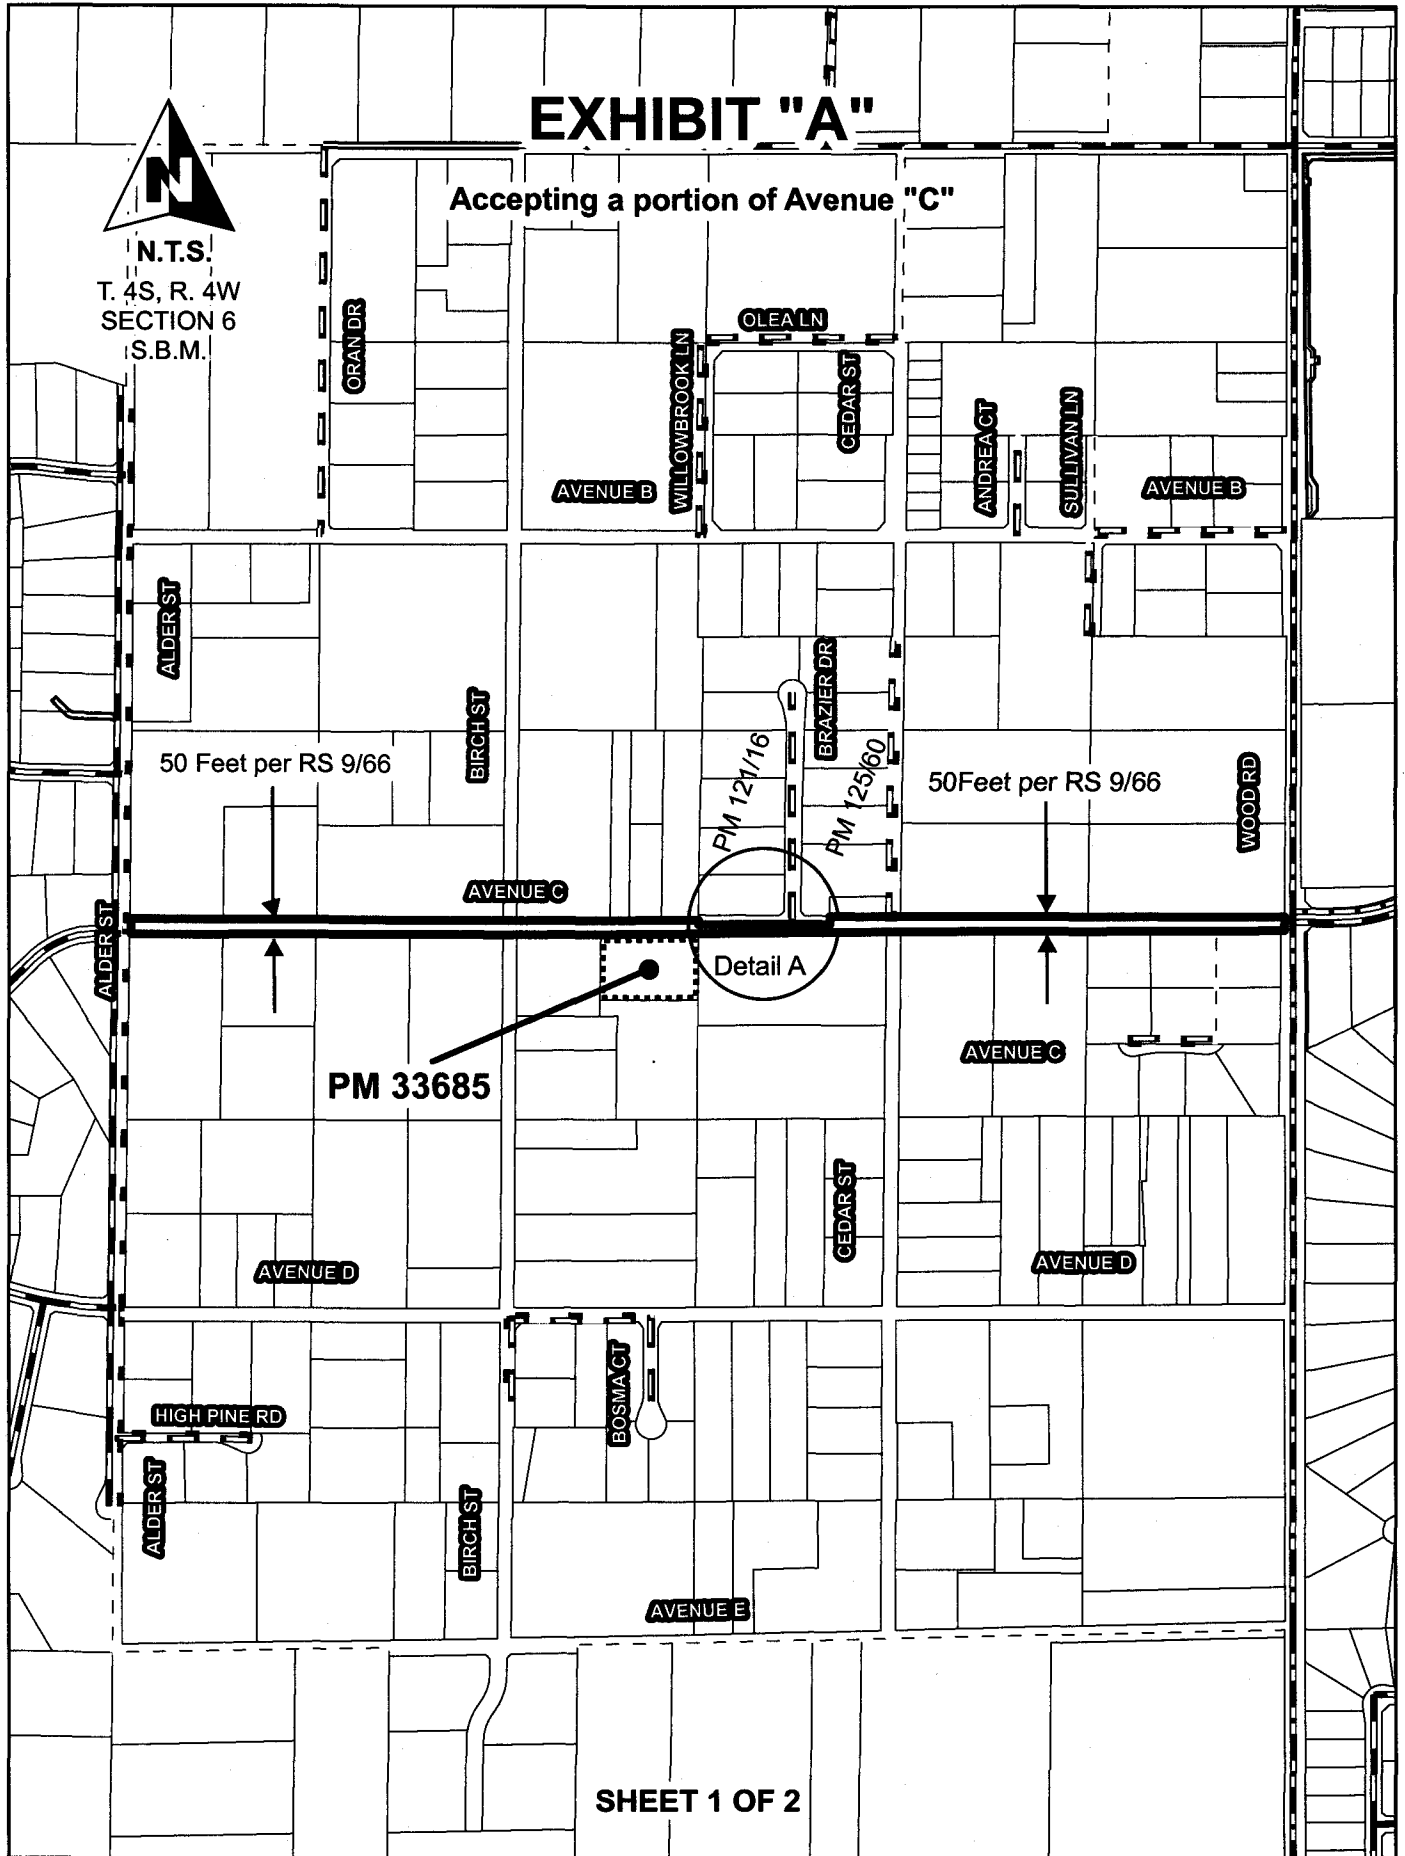 EXHIBIT "A"
Accepting a portion of Avenue "C"
N
N.T.S.
T. 4S, R. 4W
SECTION 6
S.B.M.
ORAN DR
OLEA LN
WILLOWBROOK LN
CEDAR ST
ANDREA CT
SULLIVAN LN
AVENUE B
AVENUE B
ALDER ST
BIRCH ST
BRAZIER DR
50 Feet per RS 9/66
PM 121/16
PM 125/60
50Feet per RS 9/66
WOOD RD
AVENUE C
ALDER ST
Detail A
PM 33685
AVENUE C
CEDAR ST
AVENUE D
AVENUE D
BOSMA CT
HIGH PINE RD
ALDER ST
BIRCH ST
AVENUE E
SHEET 1 OF 2